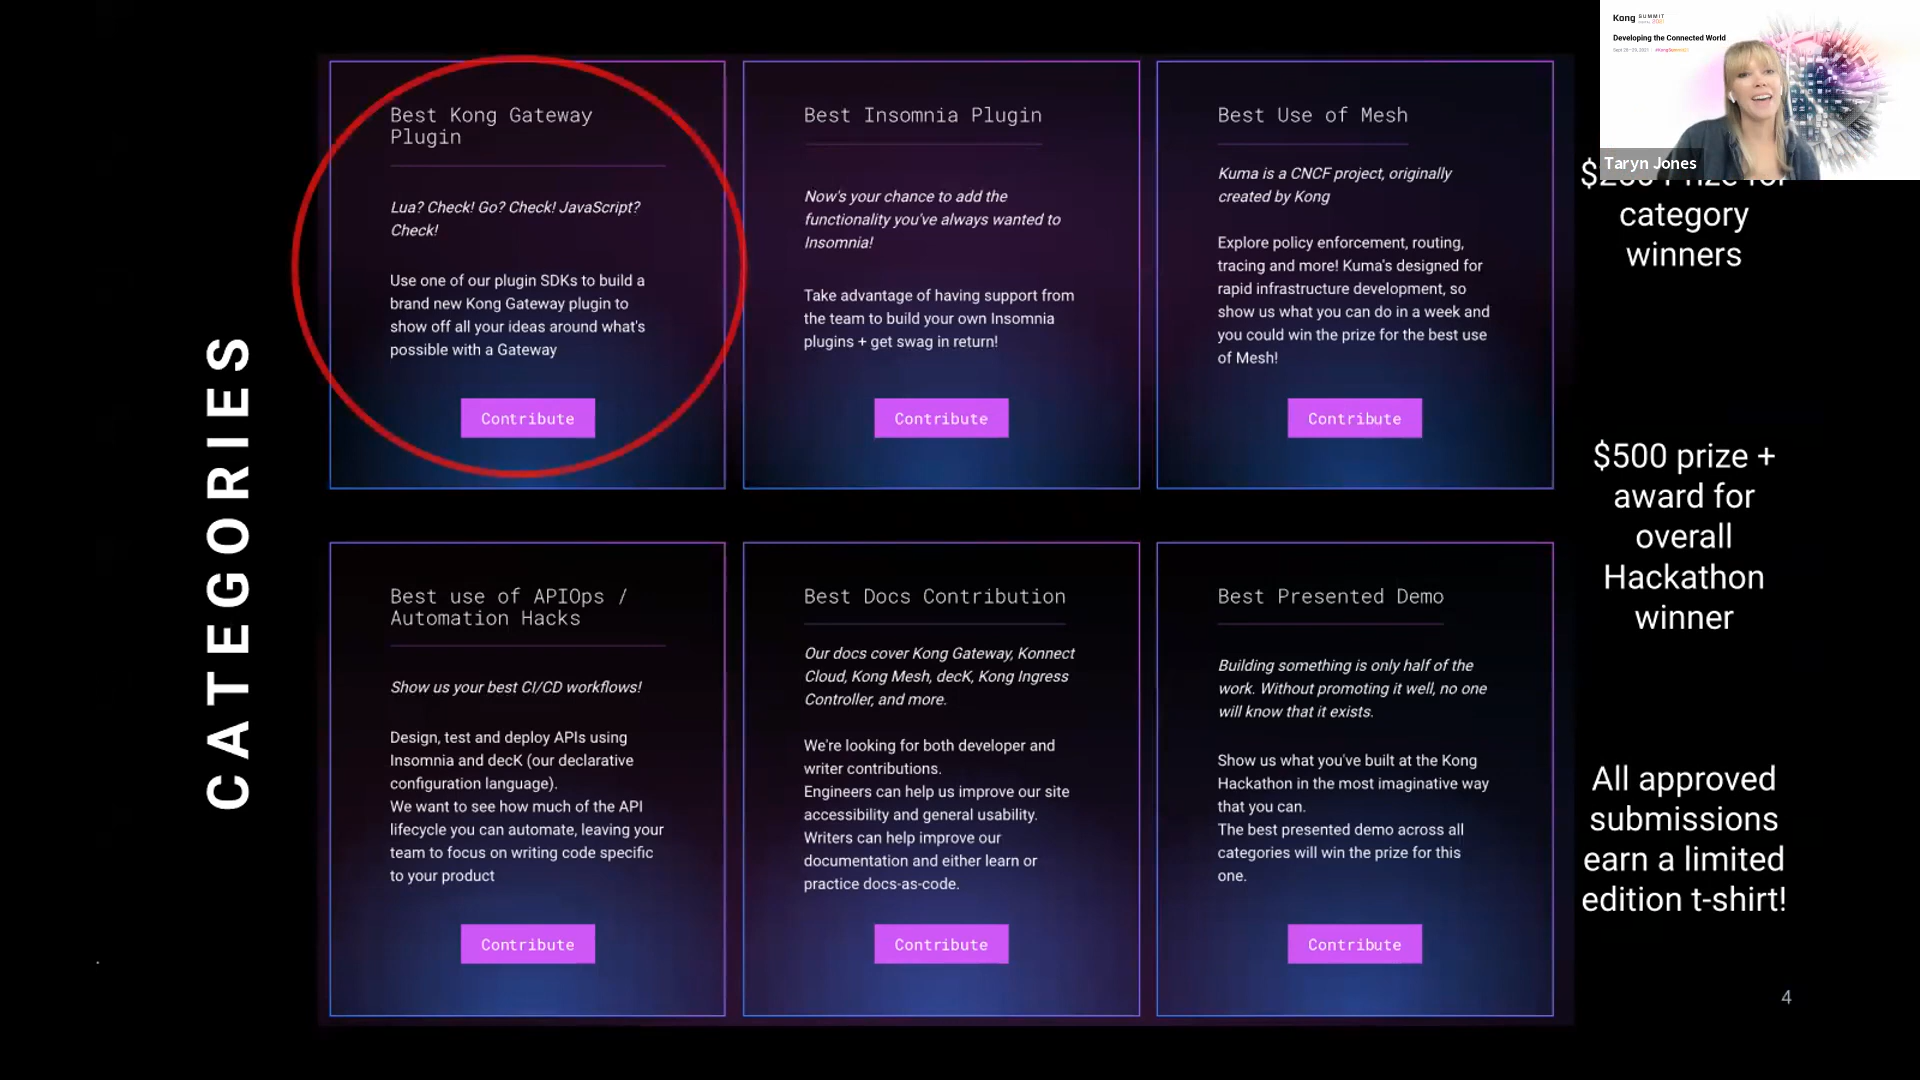 CATEGORIES
Best Kong Gateway
Plugin
Lua? Check! Go? Check! JavaScript?
Check!
Use one of our plugin SDKs to build a
brand new Kong Gateway plugin to
show off all your ideas around what's
possible with a Gateway
Contribute
Best Insomnia Plugin
Now's your chance to add the
functionality you've always wanted to
Insomnia!
Take advantage of having support from
the team to build your own Insomnia
plugins + get swag in return!
Contribute
Best Use of Mesh
Kuma is a CNCF project, originally
created by Kong
Explore policy enforcement, routing,
tracing and more! Kuma's designed for
rapid infrastructure development, so
show us what you can do in a week and
you could win the prize for the best use
of Mesh!
Contribute
Best use of APIOps /
Automation Hacks
Show us your best CI/CD workflows!
Design, test and deploy APIs using
Insomnia and decK (our declarative
configuration language).
We want to see how much of the API
lifecycle you can automate, leaving your
team to focus on writing code specific
to your product
Contribute
Best Docs Contribution
Our docs cover Kong Gateway, Konnect
Cloud, Kong Mesh, decK, Kong Ingress
Controller, and more.
We're looking for both developer and
writer contributions.
Engineers can help us improve our site
accessibility and general usability.
Writers can help improve our
documentation and either learn or
practice docs-as-code.
Contribute
Best Presented Demo
Building something is only half of the
work. Without promoting it well, no one
will know that it exists.
Show us what you've built at the Kong
Hackathon in the most imaginative way
that you can.
The best presented demo across all
categories will win the prize for this
one.
Contribute
Kong SUMMIT
Developing the Connected World
Sept 28–29, 2021
Taryn Jones
Prize for
category
winners
$500 prize +
award for
overall
Hackathon
winner
All approved
submissions
earn a limited
edition t-shirt!
4